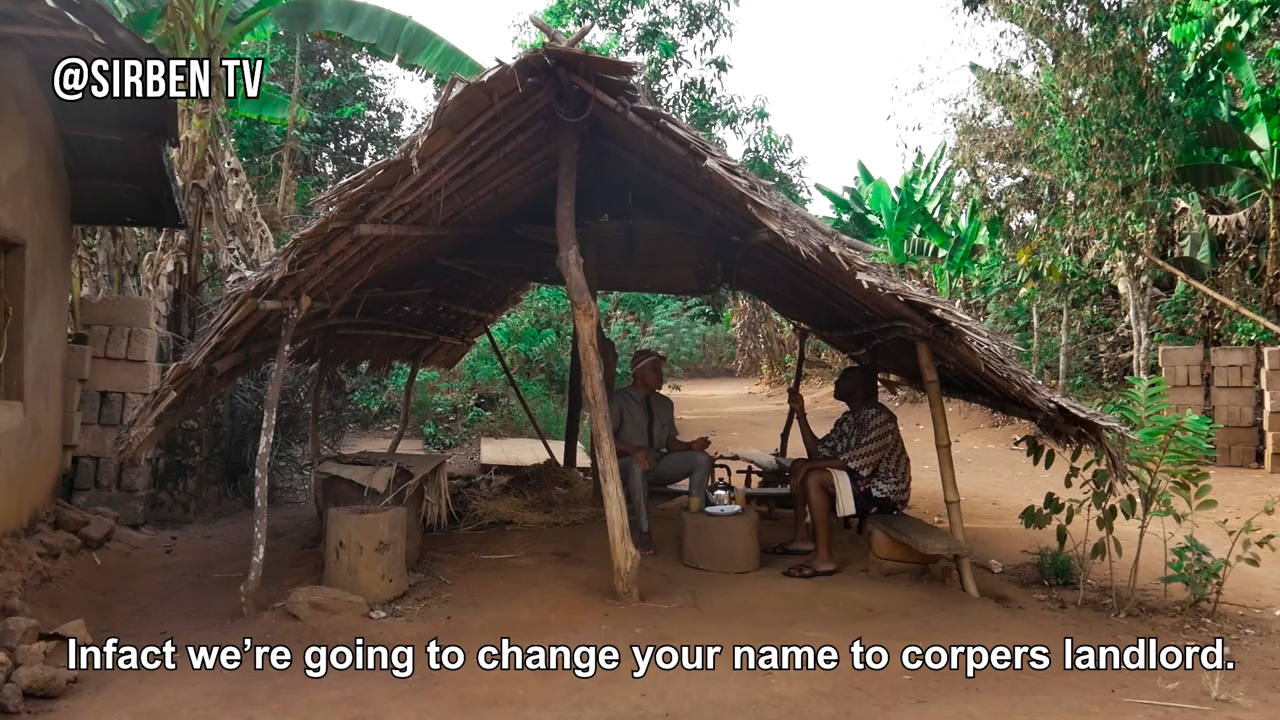 @SIRBEN TV
Infact we’re going to change your name to corpers landlord.